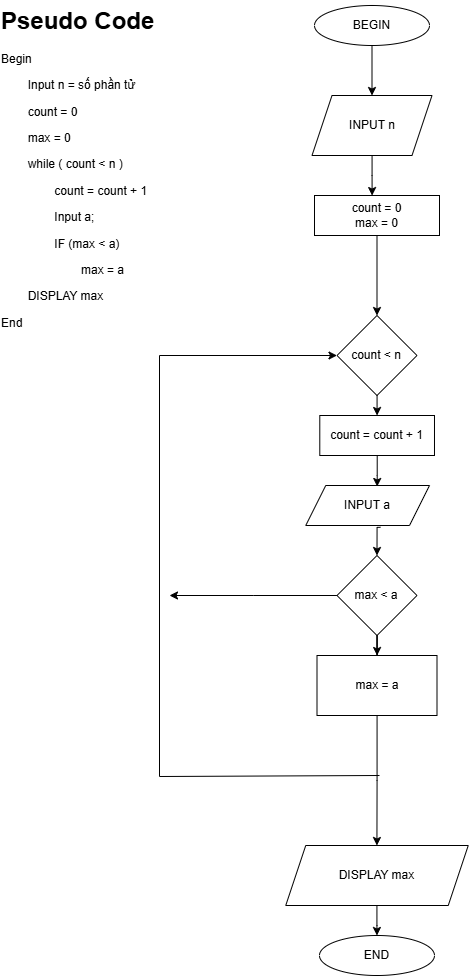 Pseudo Code
Begin
Input n = số phần tử
count = 0
max = 0
while ( count < n )
count = count + 1
Input a;
IF (max < a)
max = a
DISPLAY max
End
BEGIN
INPUT n
count = 0
max = 0
count < n
count = count + 1
INPUT a
max < a
max = a
DISPLAY max
END